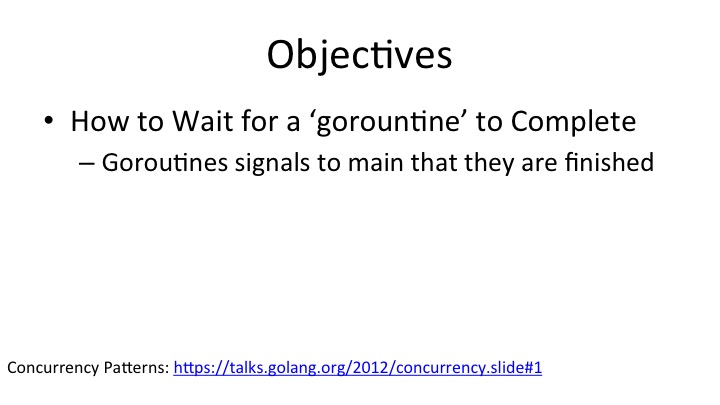 Objectives
• How to Wait for a ‘gorountine’ to Complete
– Goroutines signals to main that they are finished
Concurrency Patterns: https://talks.golang.org/2012/concurrency.slide#1